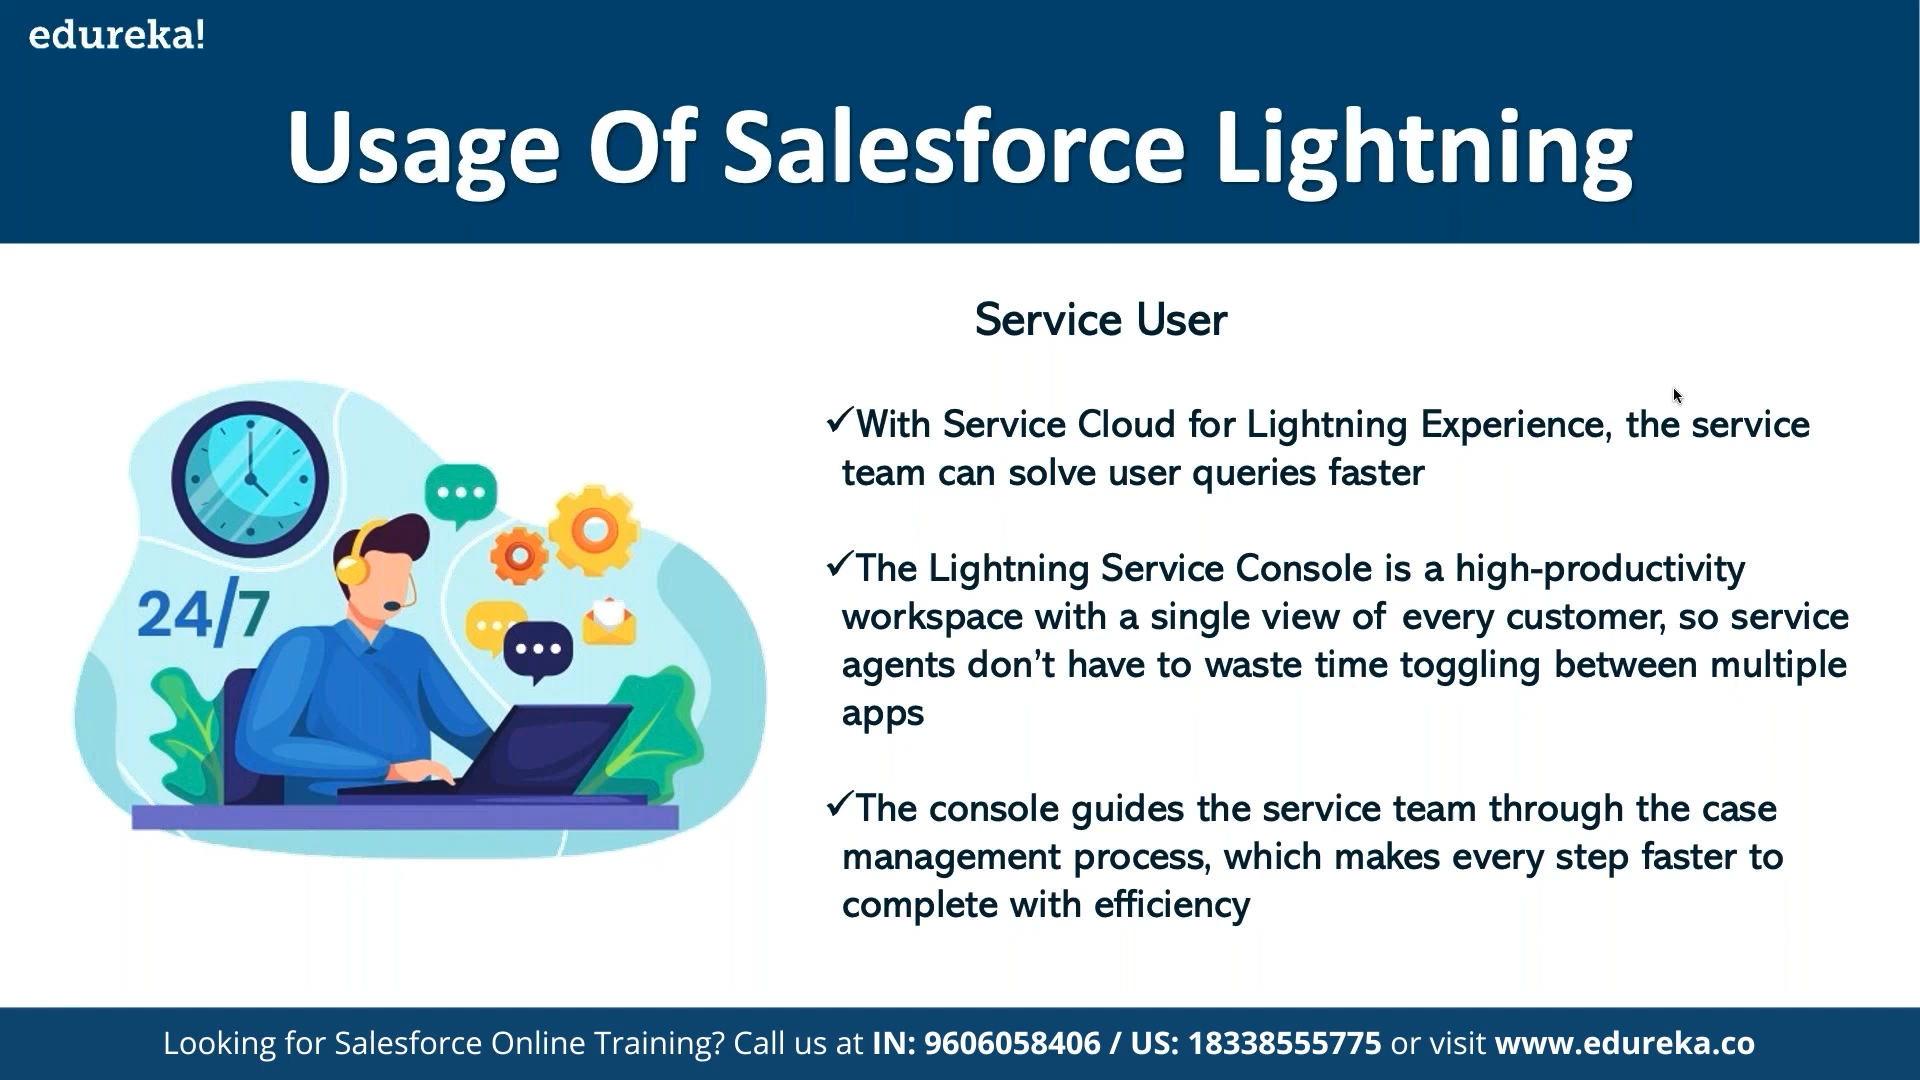 edureka!
Usage Of Salesforce Lightning
Service User
✓With Service Cloud for Lightning Experience, the service
team can solve user queries faster
✓The Lightning Service Console is a high-productivity
workspace with a single view of every customer, so service
agents don’t have to waste time toggling between multiple
apps
✓The console guides the service team through the case
management process, which makes every step faster to
complete with efficiency
24/7
Looking for Salesforce Online Training? Call us at IN: 9606058406 / US: 18338555775 or visit www.edureka.co